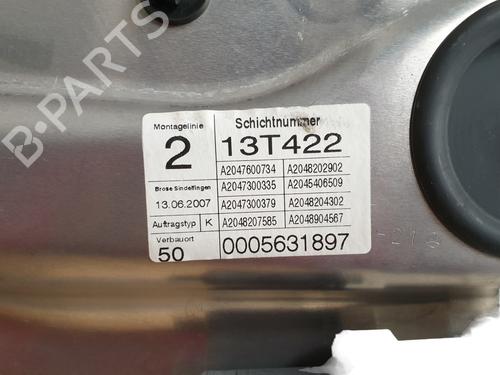 B-PARTS
Montagelinie
2
Schichtnummer
13T422
Brose Sindelfingen
13.06.2007
Auftragstyp K
Verbauort
50
A2047600734 A2048202902
A2047300335 A2045406509
A2047300379 A2048204302
A2048207585 A2048904567
0005631897